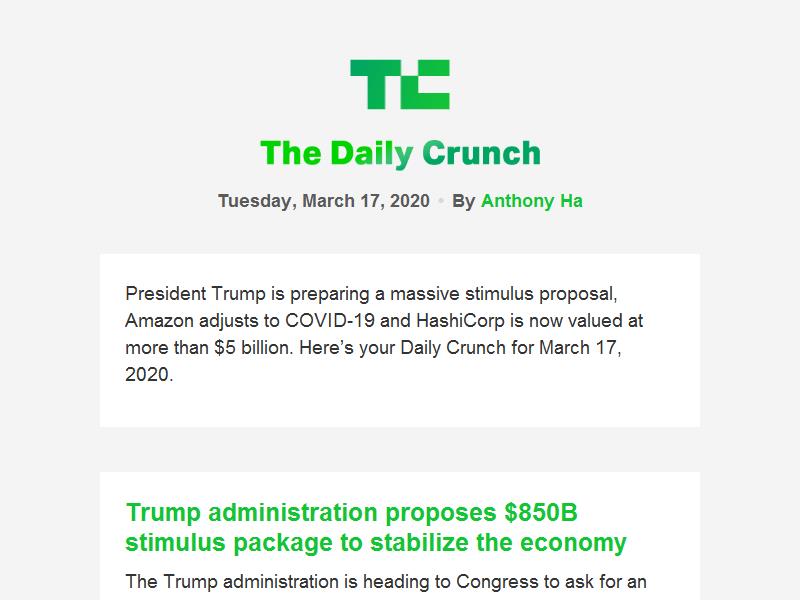 TC
The Daily Crunch
Tuesday, March 17, 2020 • By Anthony Ha
President Trump is preparing a massive stimulus proposal,
Amazon adjusts to COVID-19 and HashiCorp is now valued at
more than $5 billion. Here’s your Daily Crunch for March 17,
2020.
Trump administration proposes $850B
stimulus package to stabilize the economy
The Trump administration is heading to Congress to ask for an